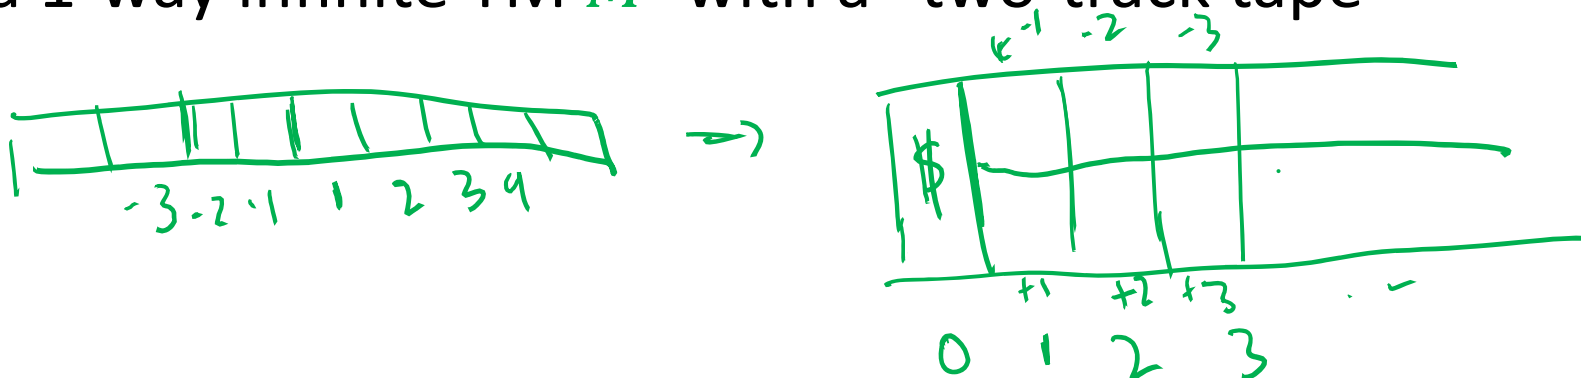 a 1-way infinite TM M with a two-track tape
-1 -2 -3
$
-3 -2 -1 1 2 3 4
+1 +2 +3
0 1 2 3